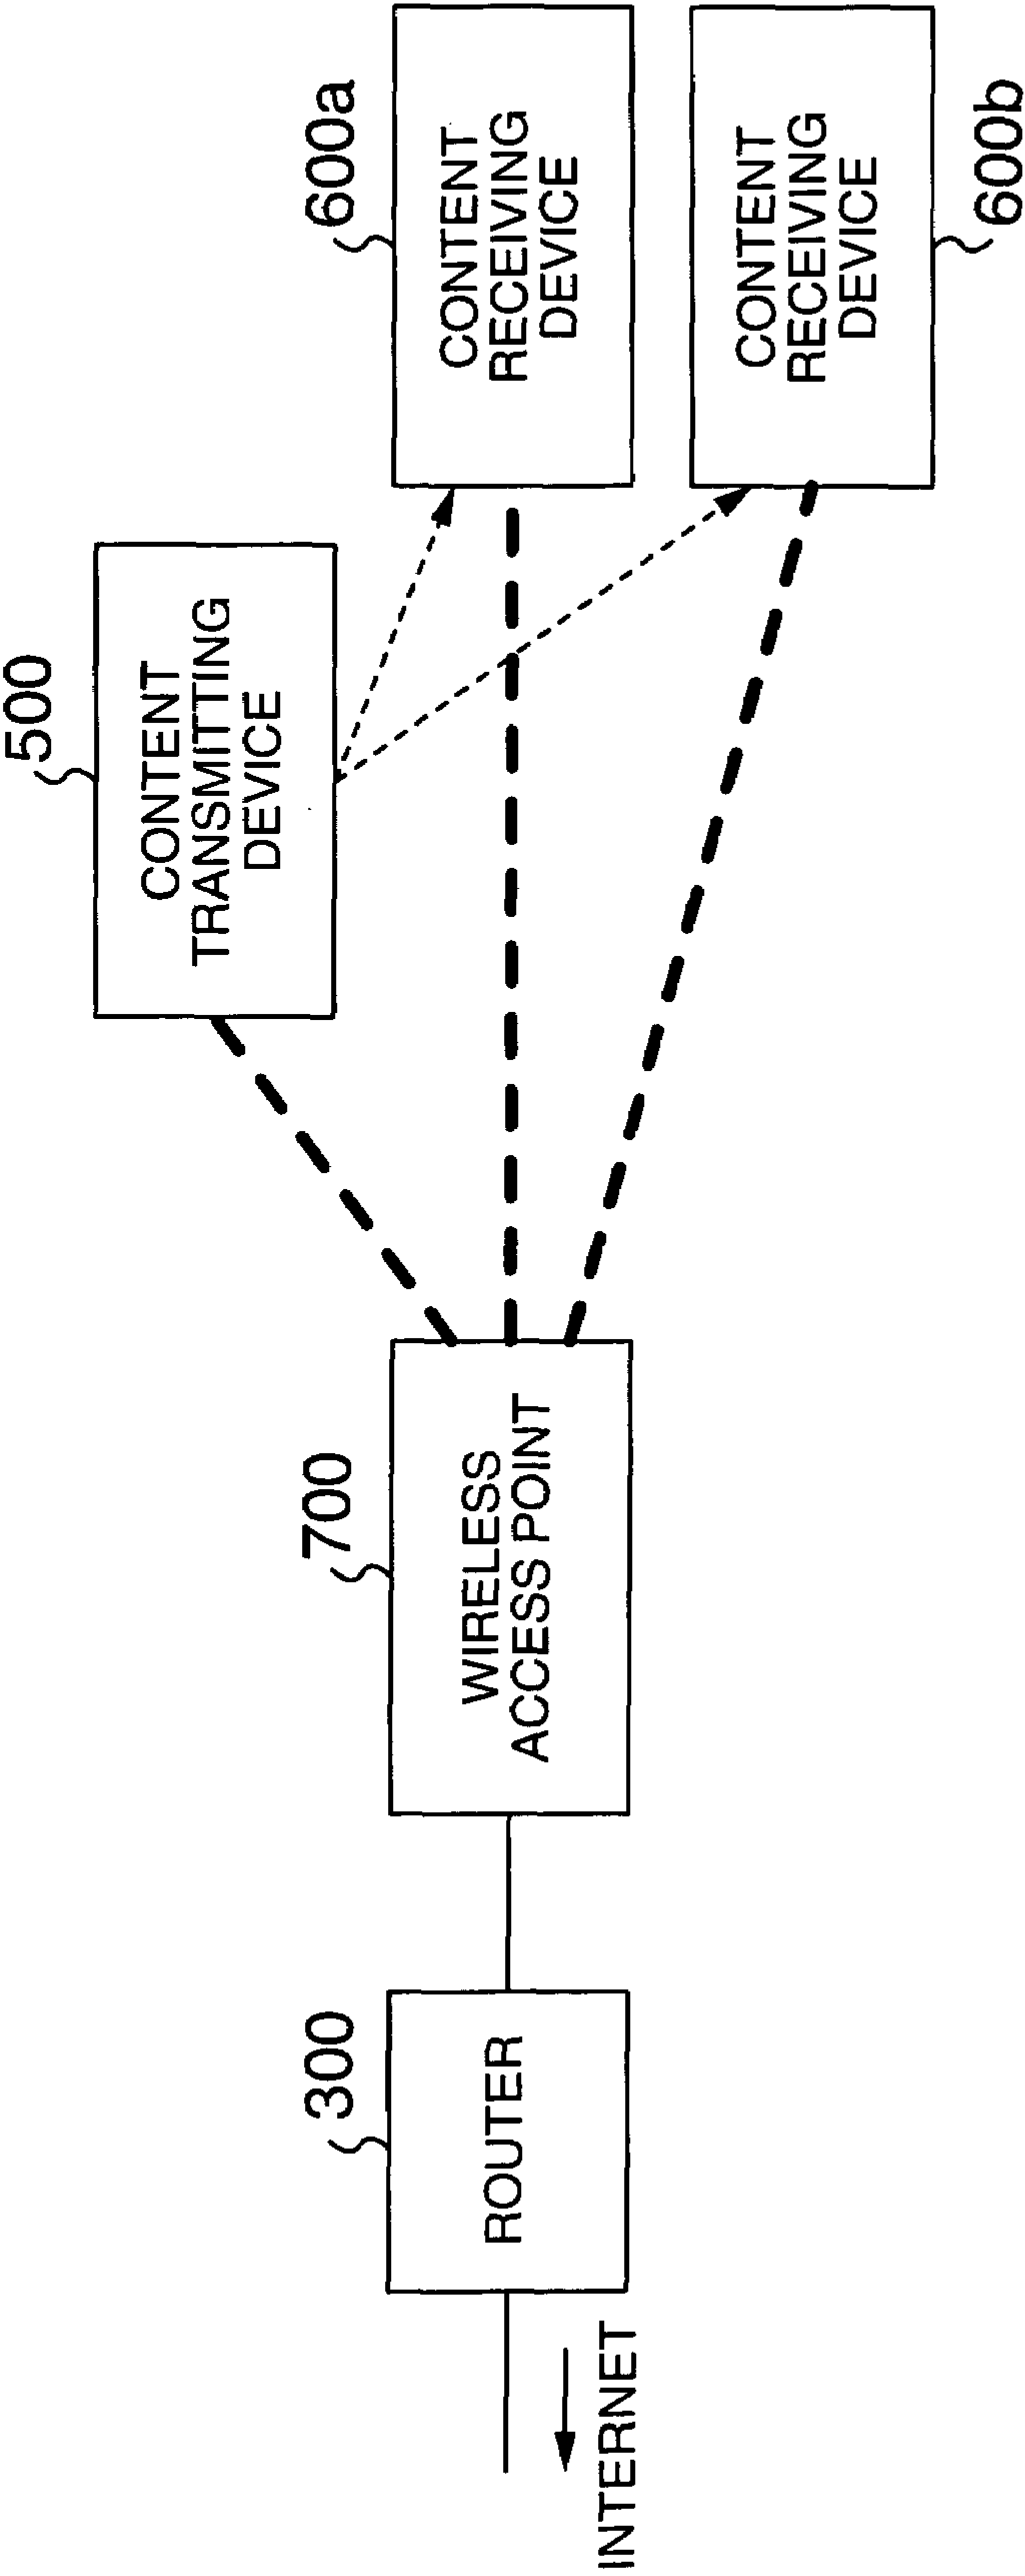 500
CONTENT
TRANSMITTING
DEVICE
300
ROUTER
INTERNET
700
WIRELESS
ACCESS POINT
600a
CONTENT
RECEIVING
DEVICE
CONTENT
RECEIVING
DEVICE
600b